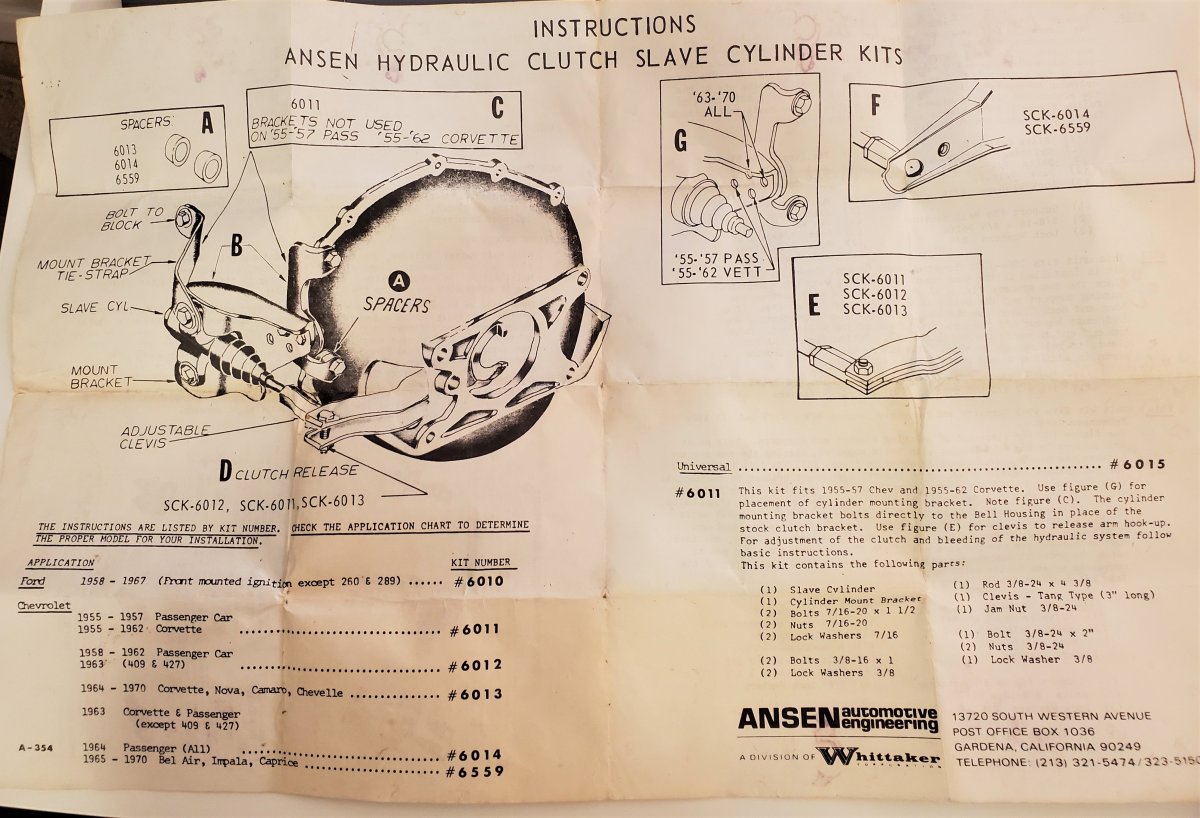 INSTRUCTIONS
ANSEN HYDRAULIC CLUTCH SLAVE CYLINDER KITS
SPACERS A
6013
6014
6559
6011 C
BRACKETS NOT USED
ON '55-'57 PASS '55-'62 CORVETTE
BOLT TO
BLOCK
MOUNT BRACKET
TIE-STRAP
B
SLAVE CYL
A
SPACERS
MOUNT
BRACKET
ADJUSTABLE
CLEVIS
D CLUTCH RELEASE
SCK-6012, SCK-6011, SCK-6013
'63-'70
ALL
G
'55-'57 PASS
'55-'62 VETT
F
SCK-6014
SCK-6559
E
SCK-6011
SCK-6012
SCK-6013
THE INSTRUCTIONS ARE LISTED BY KIT NUMBER. CHECK THE APPLICATION CHART TO DETERMINE
THE PROPER MODEL FOR YOUR INSTALLATION.
APPLICATION KIT NUMBER
Ford 1958 - 1967 (Front mounted ignition except 260 & 289) ...... #6010
Chevrolet
1955 - 1957 Passenger Car
1955 - 1962 Corvette ................................. #6011
1958 - 1962 Passenger Car
1963 (409 & 427) ................................. #6012
1964 - 1970 Corvette, Nova, Camaro, Chevelle ............... #6013
1963 Corvette & Passenger
(except 409 & 427)
1964 Passenger (All) ................................. #6014
1965 - 1970 Bel Air, Impala, Caprice ...................... #6559
A-354
Universal ................................................................ #6015
#6011 This kit fits 1955-57 Chev and 1955-62 Corvette. Use figure (G) for
placement of cylinder mounting bracket. Note figure (C). The cylinder
mounting bracket bolts directly to the Bell Housing in place of the
stock clutch bracket. Use figure (E) for clevis to release arm hook-up.
For adjustment of the clutch and bleeding of the hydraulic system follow
basic instructions.
This kit contains the following parts:
(1) Slave Cylinder
(1) Cylinder Mount Bracket
(2) Bolts 7/16-20 x 1 1/2
(2) Nuts 7/16-20
(2) Lock Washers 7/16
(2) Bolts 3/8-16 x 1
(2) Lock Washers 3/8
(1) Rod 3/8-24 x 4 3/8
(1) Clevis - Tang Type (3" long)
(1) Jam Nut 3/8-24
(1) Bolt 3/8-24 x 2"
(2) Nuts 3/8-24
(1) Lock Washer 3/8
ANSEN automotive engineering
A DIVISION OF Whittaker
CORPORATION
13720 SOUTH WESTERN AVENUE
POST OFFICE BOX 1036
GARDENA, CALIFORNIA 90249
TELEPHONE: (213) 321-5474/323-5150